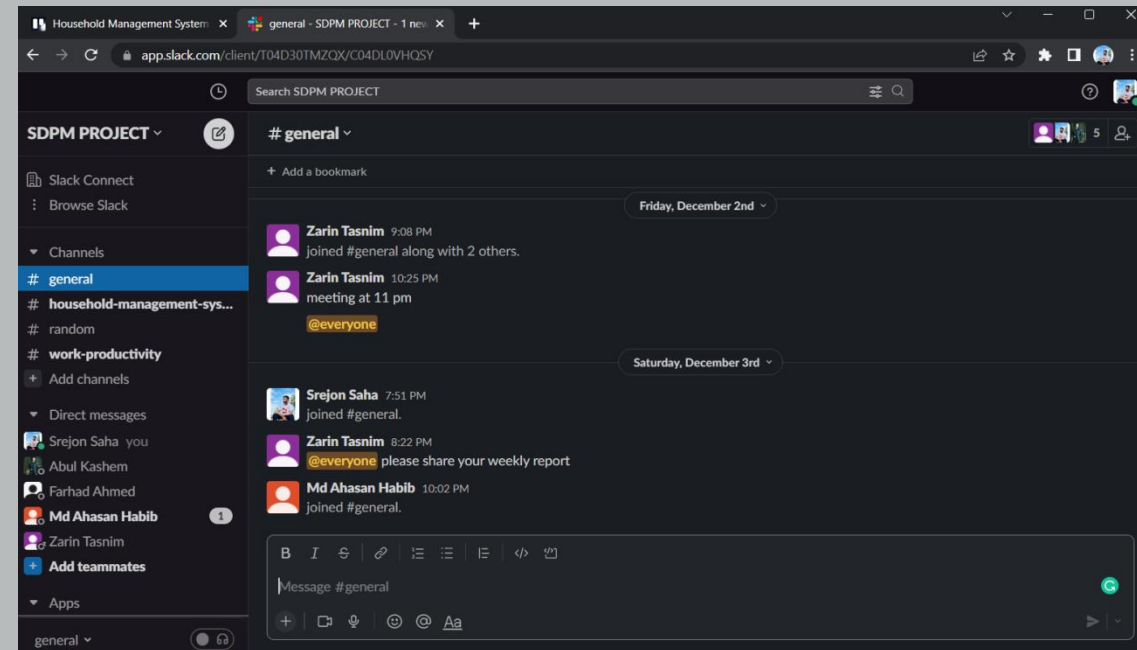 Household Management System
general - SDPM PROJECT - 1 new
app.slack.com/client/T04D30TMZQX/C04DL0VHQSY
Search SDPM PROJECT
SDPM PROJECT
# general
5
+ Add a bookmark
Slack Connect
Browse Slack
Channels
# general
# household-management-sys...
# random
# work-productivity
+ Add channels
Direct messages
Srejon Saha you
Abul Kashem
Farhad Ahmed
Md Ahasan Habib 1
Zarin Tasnim
+ Add teammates
Apps
general
Friday, December 2nd
Zarin Tasnim 9:08 PM
joined #general along with 2 others.
Zarin Tasnim 10:25 PM
meeting at 11 pm
@everyone
Saturday, December 3rd
Srejon Saha 7:51 PM
joined #general.
Zarin Tasnim 8:22 PM
@everyone please share your weekly report
Md Ahasan Habib 10:02 PM
joined #general.
B I S
Message #general
+ @ Aa